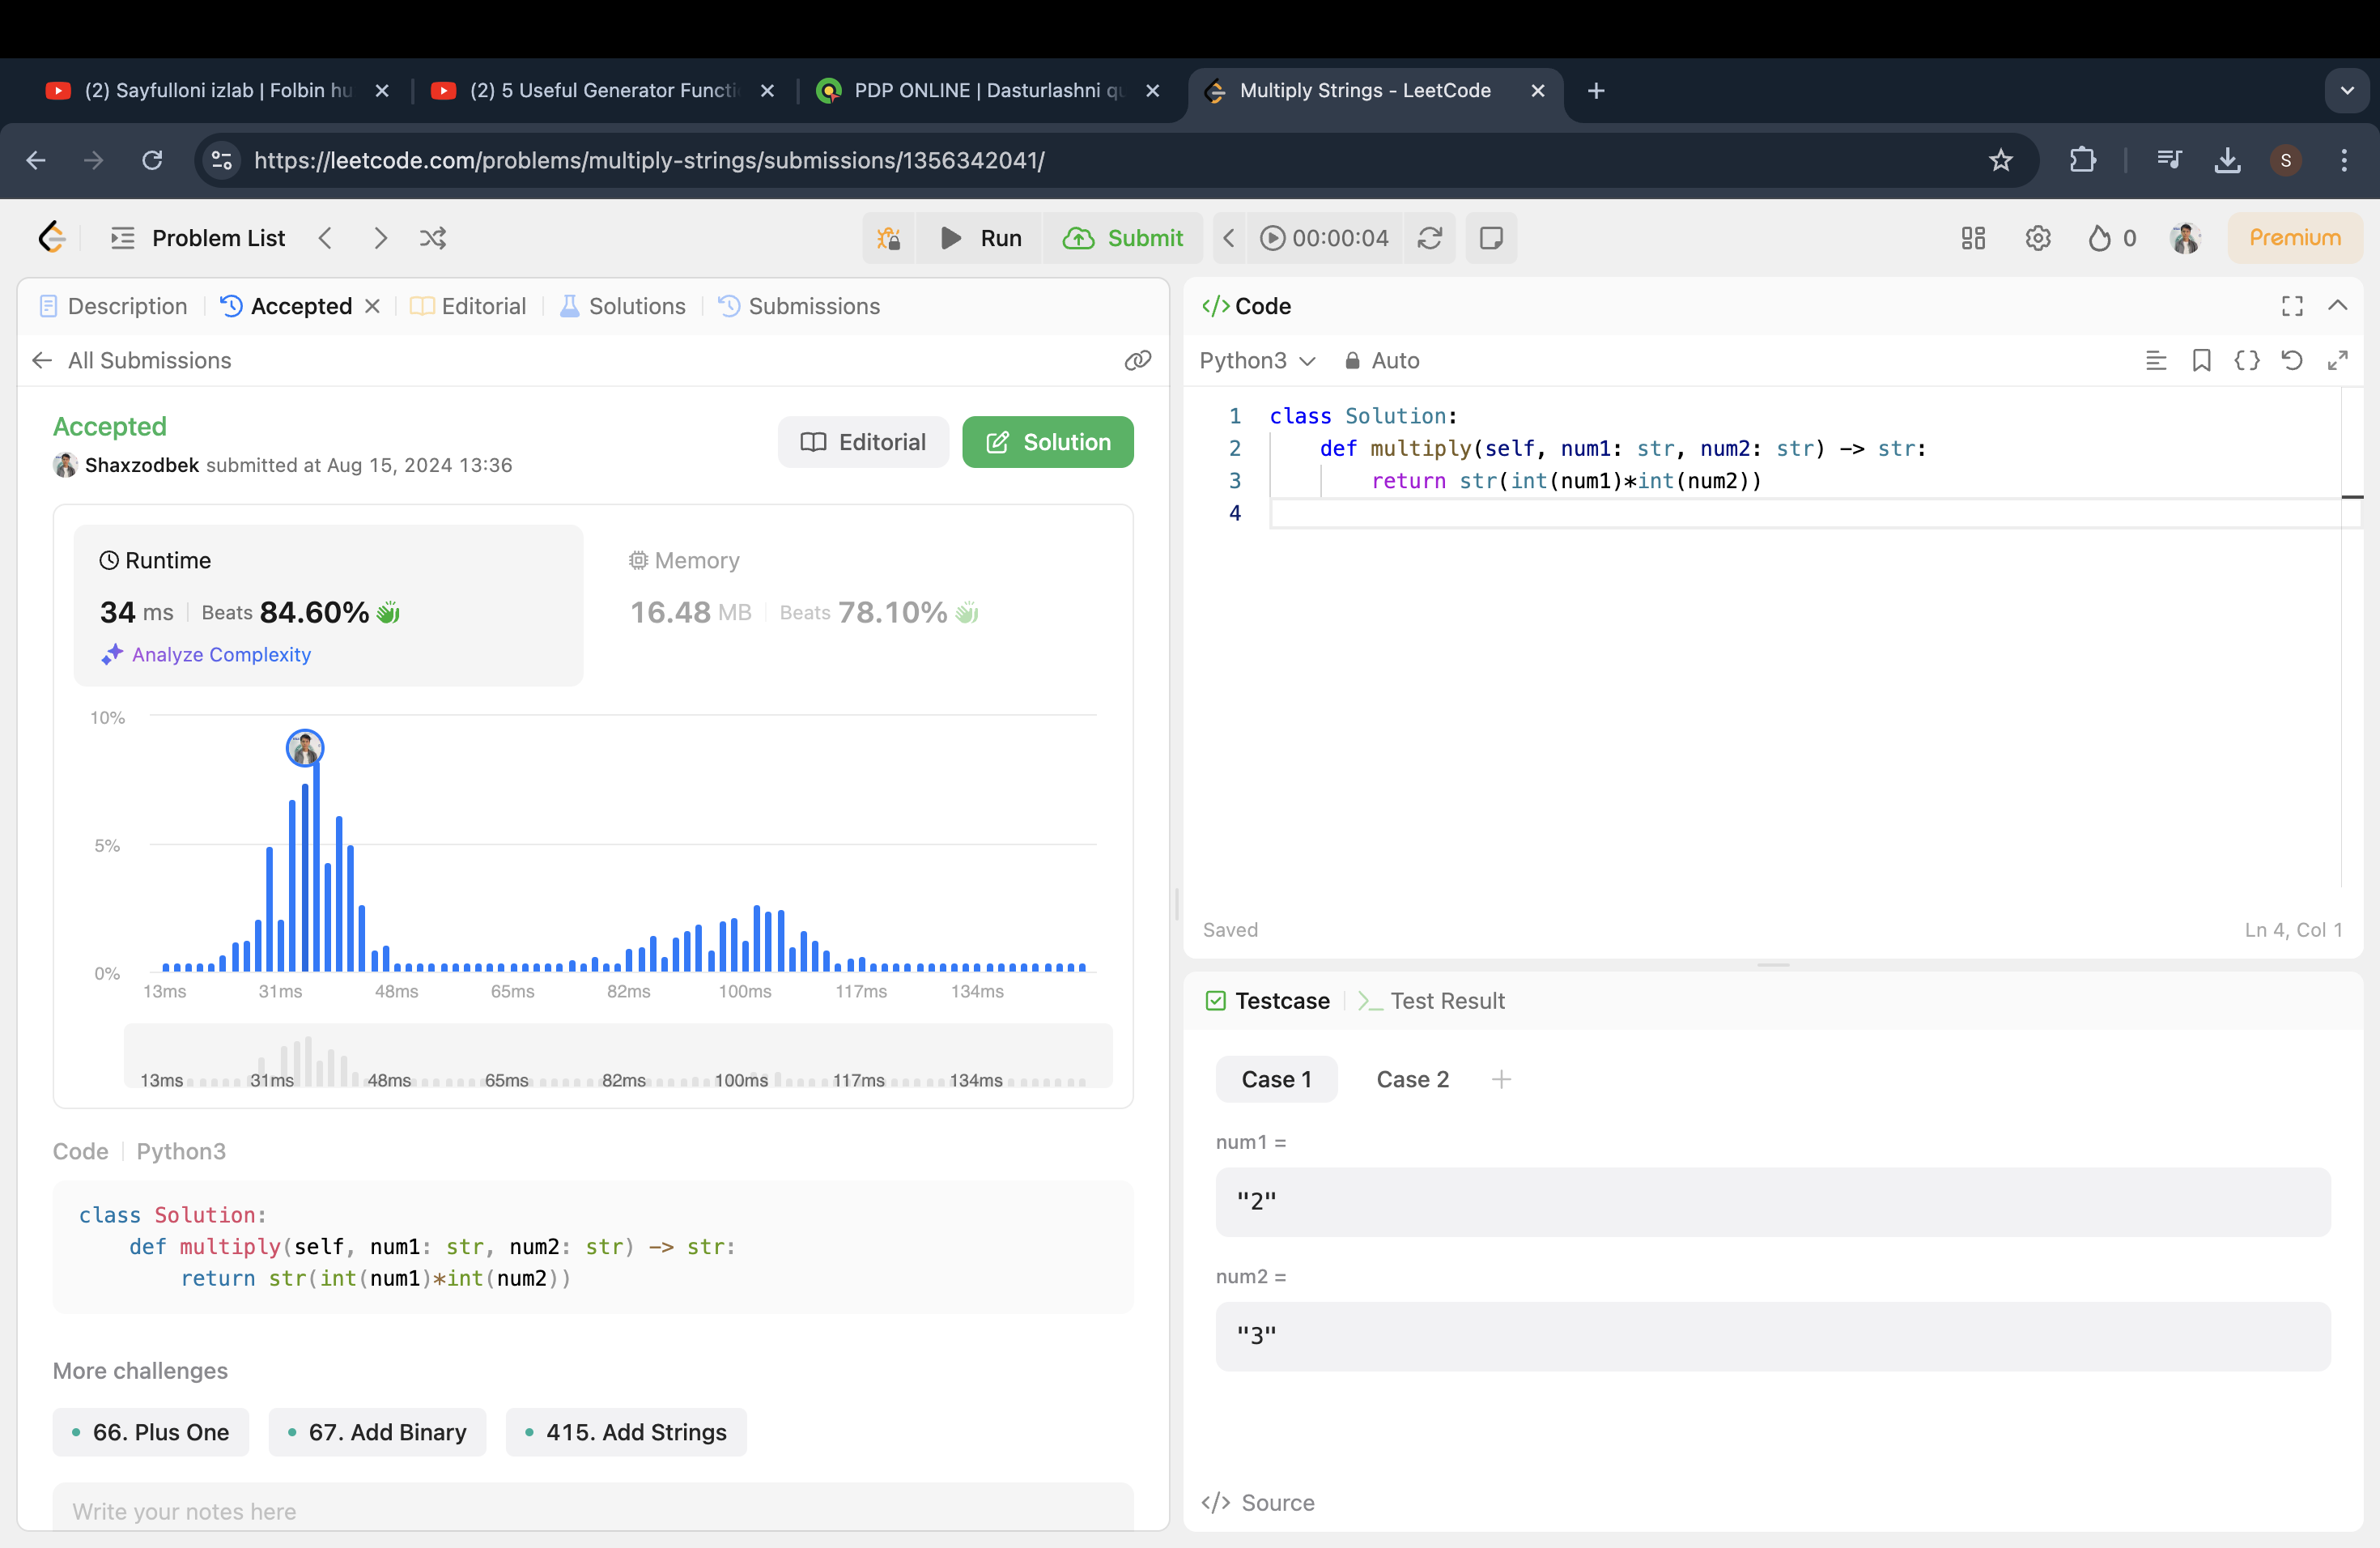 (2) Sayfulloni izlab | Folbin hu
(2) 5 Useful Generator Functi
PDP ONLINE | Dasturlashni qu
Multiply Strings - LeetCode
https://leetcode.com/problems/multiply-strings/submissions/1356342041/
S
Problem List
Run
Submit
00:00:04
0
Premium
Description
Accepted
Editorial
Solutions
Submissions
All Submissions
Accepted
Shaxzodbek submitted at Aug 15, 2024 13:36
Editorial
Solution
Runtime
34 ms | Beats 84.60%
Analyze Complexity
Memory
16.48 MB | Beats 78.10%
10%
5%
0%
13ms 31ms 48ms 65ms 82ms 100ms 117ms 134ms
13ms 31ms 48ms 65ms 82ms 100ms 117ms 134ms
Code | Python3
class Solution:
    def multiply(self, num1: str, num2: str) -> str:
        return str(int(num1)*int(num2))
More challenges
66. Plus One
67. Add Binary
415. Add Strings
Write your notes here
</> Code
Python3
Auto
1 class Solution:
2     def multiply(self, num1: str, num2: str) -> str:
3         return str(int(num1)*int(num2))
4
Saved
Ln 4, Col 1
Testcase
Test Result
Case 1
Case 2
num1 =
"2"
num2 =
"3"
</> Source